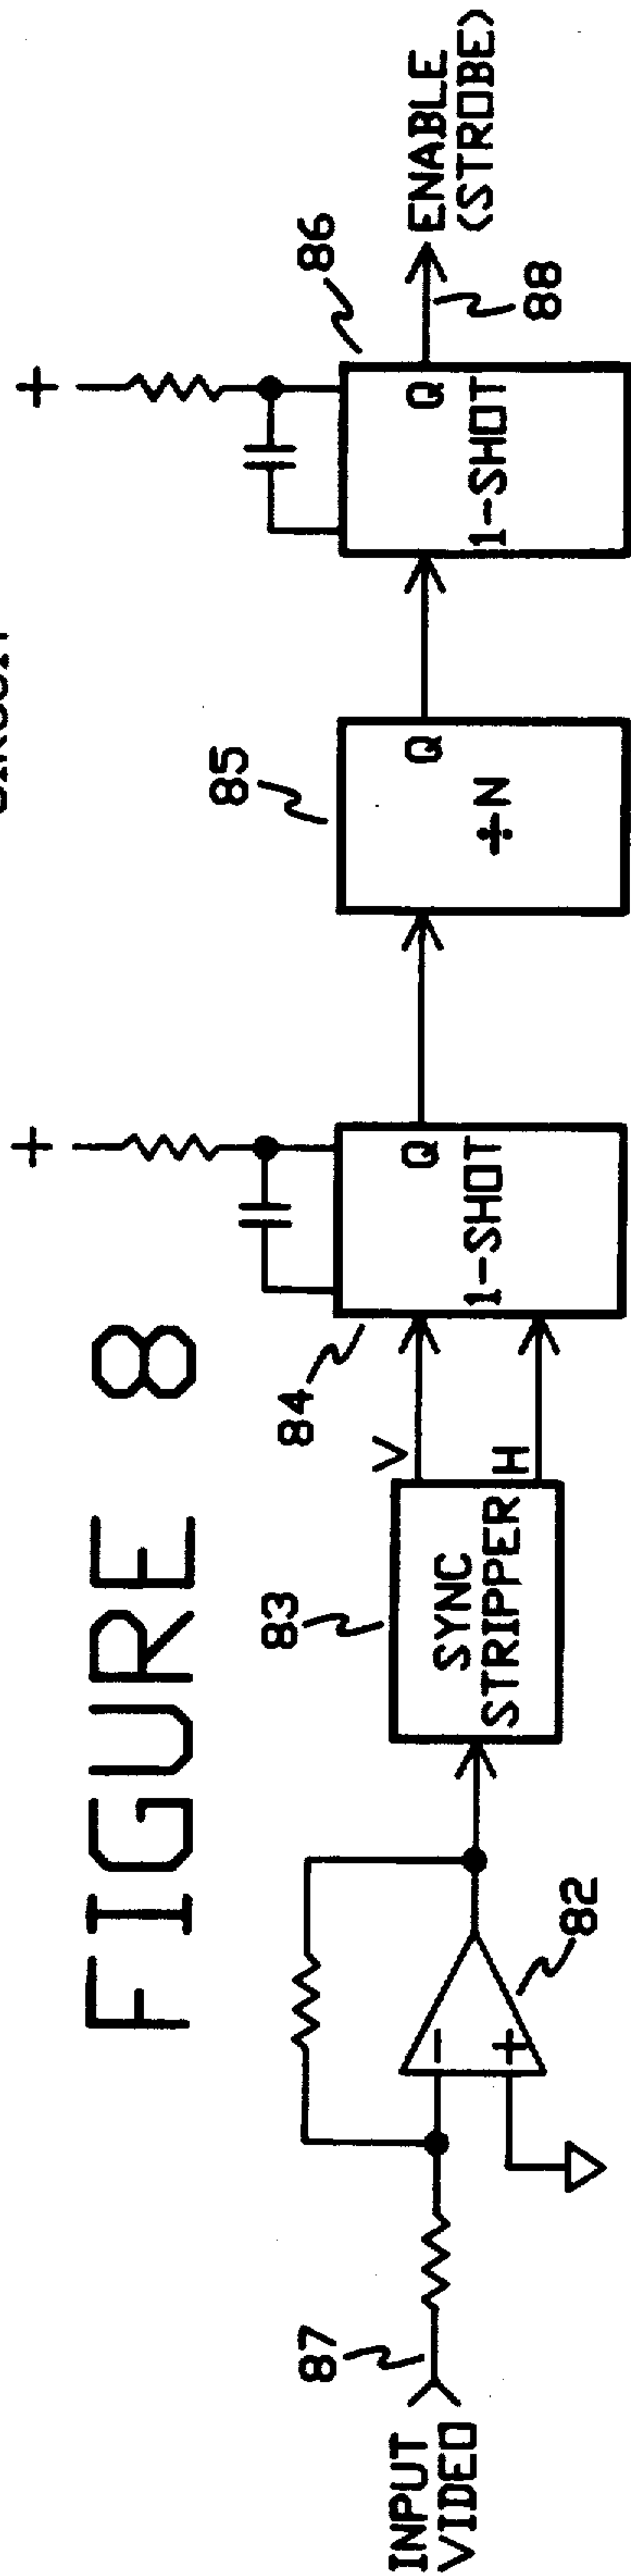 FIGURE 8
INPUT
VIDEO
87
−
+
82
83
SYNC
STRIPPER
V
H
84
+
Q
1-SHOT
85
Q
÷N
+
86
Q
1-SHOT
88
ENABLE
(STROBE)